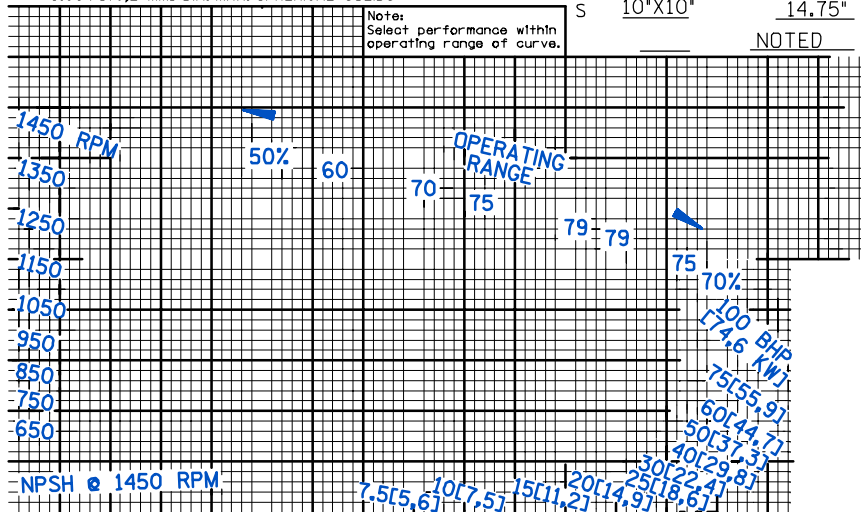 Note:
Select performance within
operating range of curve.
S 10"X10" 14.75"
NOTED
1450 RPM
50%
60
OPERATING
RANGE
1350
70
75
1250
79
79
1150
75
70%
1050
100 BHP
[74,6 KW]
950
850
75[55,9]
750
60[44,7]
650
50[37,3]
40[29,8]
30[22,4]
25[18,6]
20[14,9]
15[11,2]
10[7,5]
7.5[5,6]
NPSH @ 1450 RPM